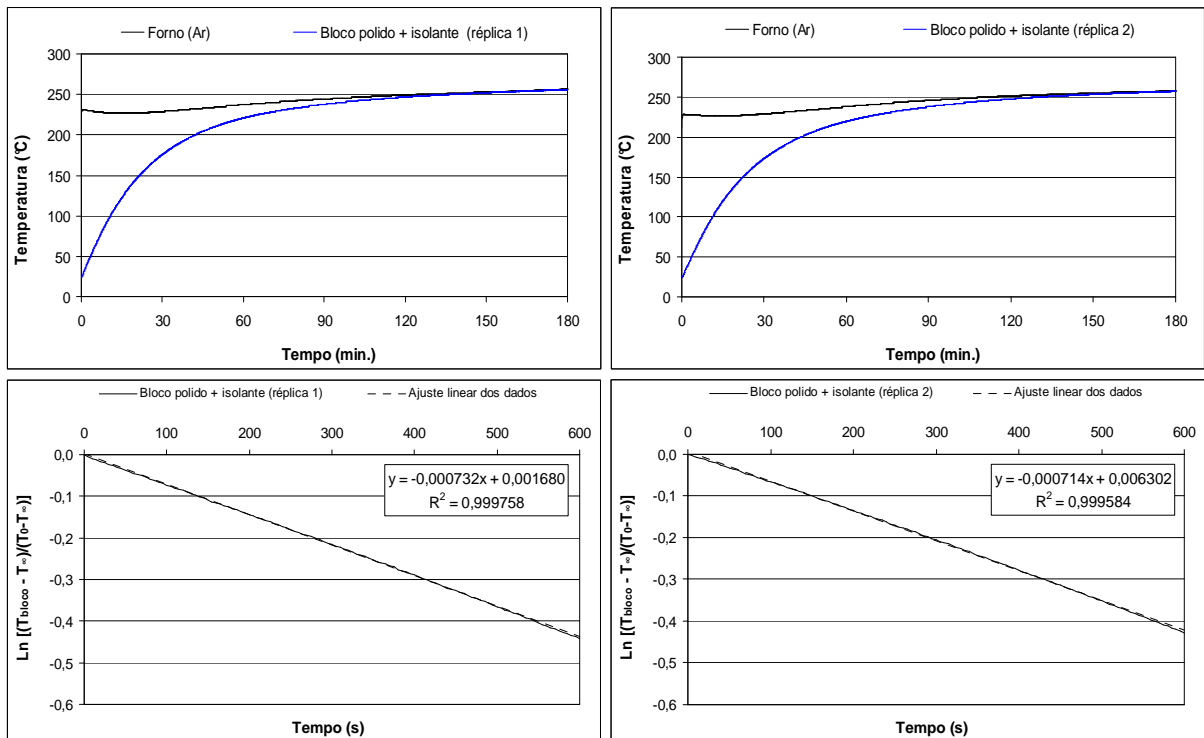 Forno (Ar) Bloco polido + isolante (réplica 1)
Temperatura (°C)
300
250
200
150
100
50
0
0 30 60 90 120 150 180
Tempo (min.)
Forno (Ar) Bloco polido + isolante (réplica 2)
Temperatura (°C)
300
250
200
150
100
50
0
0 30 60 90 120 150 180
Tempo (min.)
Bloco polido + isolante (réplica 1) Ajuste linear dos dados
0 100 200 300 400 500 600
Ln [(Tbloco - T∞)/(T0-T∞)]
0,0
-0,1
-0,2
-0,3
-0,4
-0,5
-0,6
y = -0,000732x + 0,001680
R² = 0,999758
Tempo (s)
Bloco polido + isolante (réplica 2) Ajuste linear dos dados
0 100 200 300 400 500 600
Ln [(Tbloco - T∞)/(T0-T∞)]
0,0
-0,1
-0,2
-0,3
-0,4
-0,5
-0,6
y = -0,000714x + 0,006302
R² = 0,999584
Tempo (s)